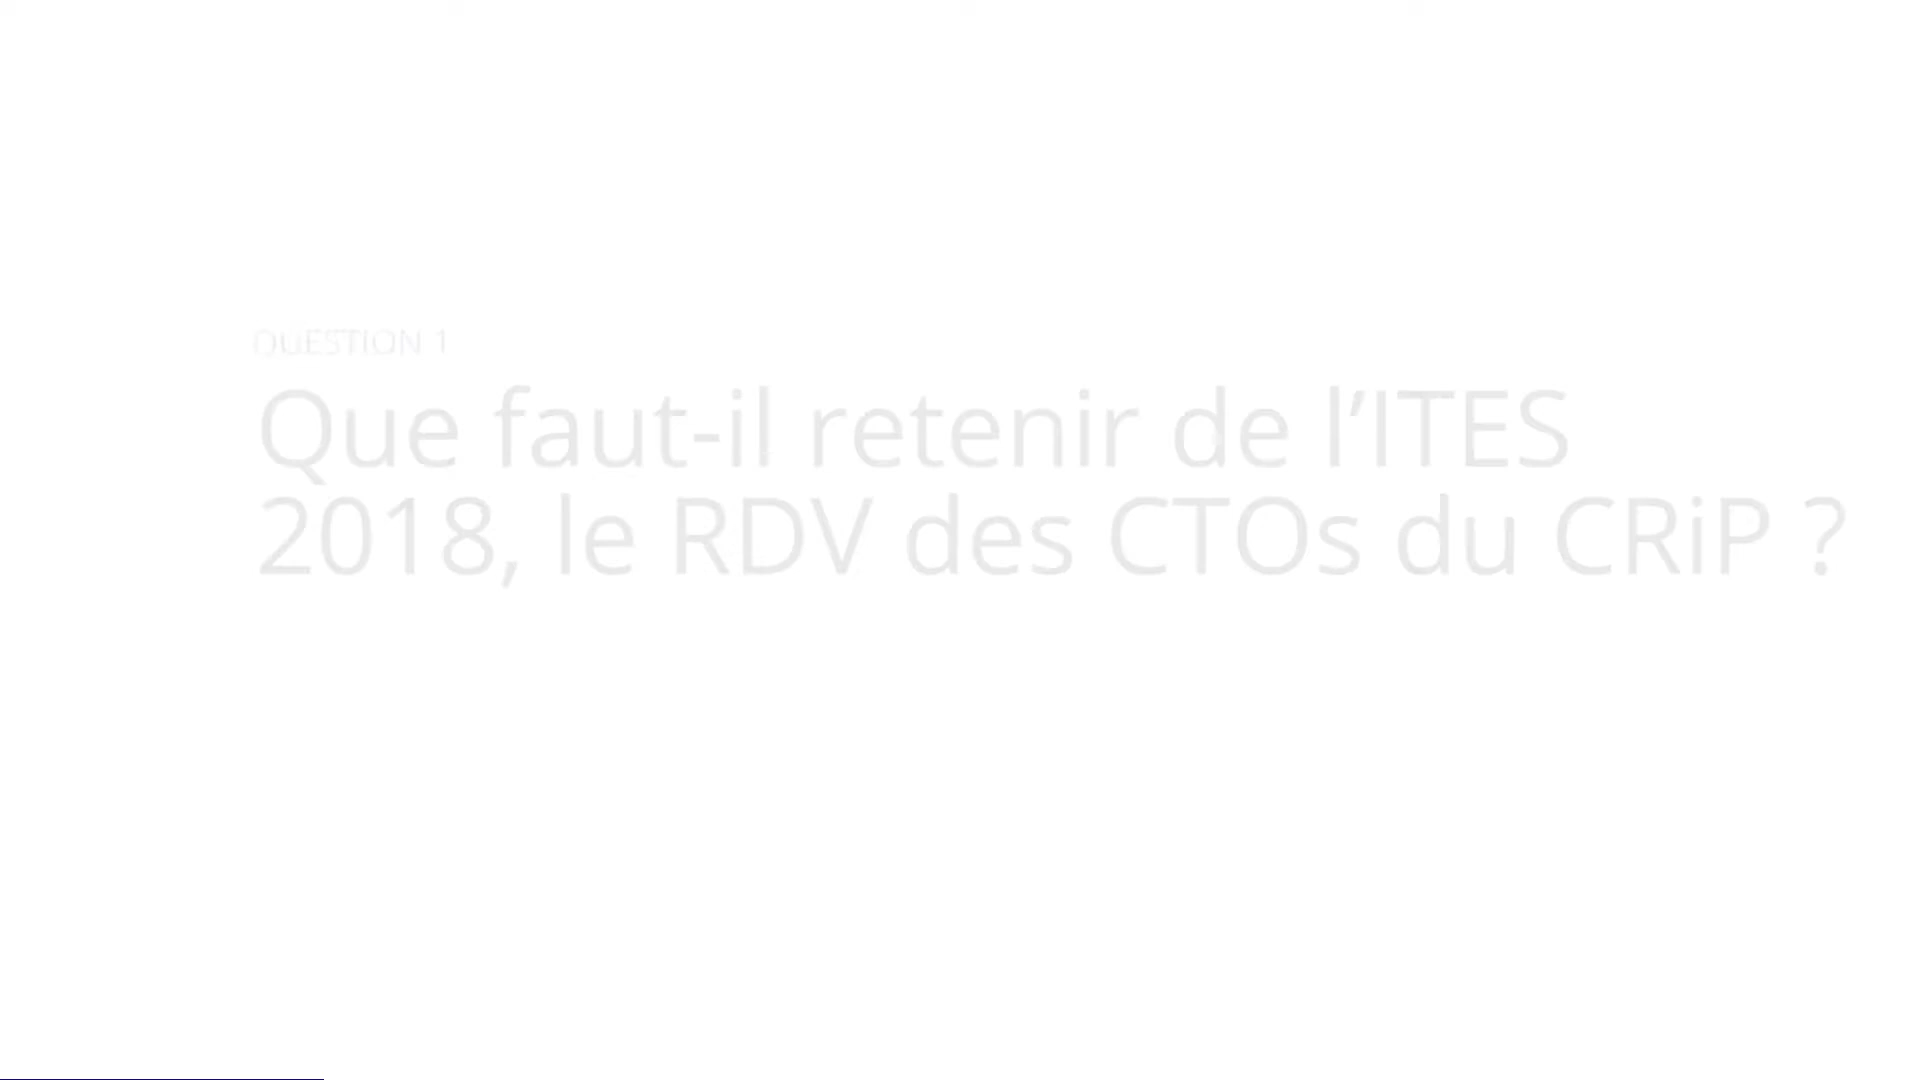 QUESTION 1
Que faut-il retenir de l’ITES
2018, le RDV des CTOs du CRiP ?